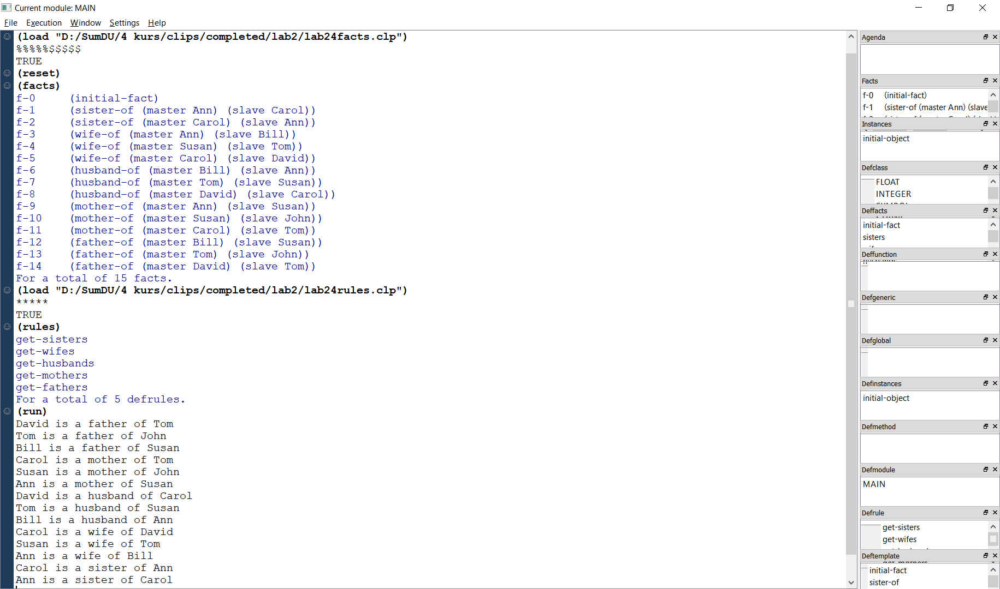 Current module: MAIN
File Execution Window Settings Help
(load "D:/SumDU/4 kurs/clips/completed/lab2/lab24facts.clp")
%%%%%$$$$$
TRUE
(reset)
(facts)
f-0 (initial-fact)
f-1 (sister-of (master Ann) (slave Carol))
f-2 (sister-of (master Carol) (slave Ann))
f-3 (wife-of (master Ann) (slave Bill))
f-4 (wife-of (master Susan) (slave Tom))
f-5 (wife-of (master Carol) (slave David))
f-6 (husband-of (master Bill) (slave Ann))
f-7 (husband-of (master Tom) (slave Susan))
f-8 (husband-of (master David) (slave Carol))
f-9 (mother-of (master Ann) (slave Susan))
f-10 (mother-of (master Susan) (slave John))
f-11 (mother-of (master Carol) (slave Tom))
f-12 (father-of (master Bill) (slave Susan))
f-13 (father-of (master Tom) (slave John))
f-14 (father-of (master David) (slave Tom))
For a total of 15 facts.
(load "D:/SumDU/4 kurs/clips/completed/lab2/lab24rules.clp")
*****
TRUE
(rules)
get-sisters
get-wifes
get-husbands
get-mothers
get-fathers
For a total of 5 defrules.
(run)
David is a father of Tom
Tom is a father of John
Bill is a father of Susan
Carol is a mother of Tom
Susan is a mother of John
Ann is a mother of Susan
David is a husband of Carol
Tom is a husband of Susan
Bill is a husband of Ann
Carol is a wife of David
Susan is a wife of Tom
Ann is a wife of Bill
Carol is a sister of Ann
Ann is a sister of Carol
Agenda
Facts
f-0 (initial-fact)
f-1 (sister-of (master Ann) (slave
Instances
initial-object
Defclass
FLOAT
INTEGER
Deffacts
initial-fact
sisters
Deffunction
Defgeneric
Defglobal
Definstances
initial-object
Defmethod
Defmodule
MAIN
Defrule
get-sisters
get-wifes
Deftemplate
initial-fact
sister-of